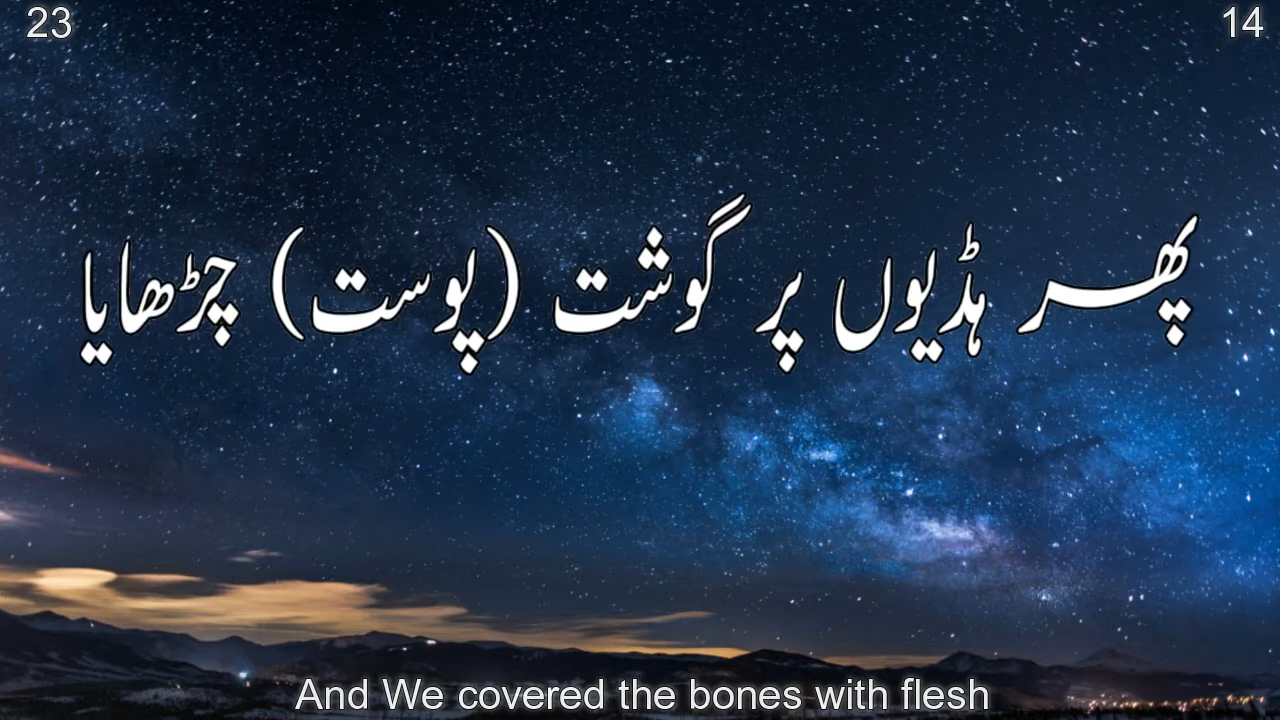 23
14
پھر ہڈیوں پر گوشت (پوست) چڑھایا
And We covered the bones with flesh